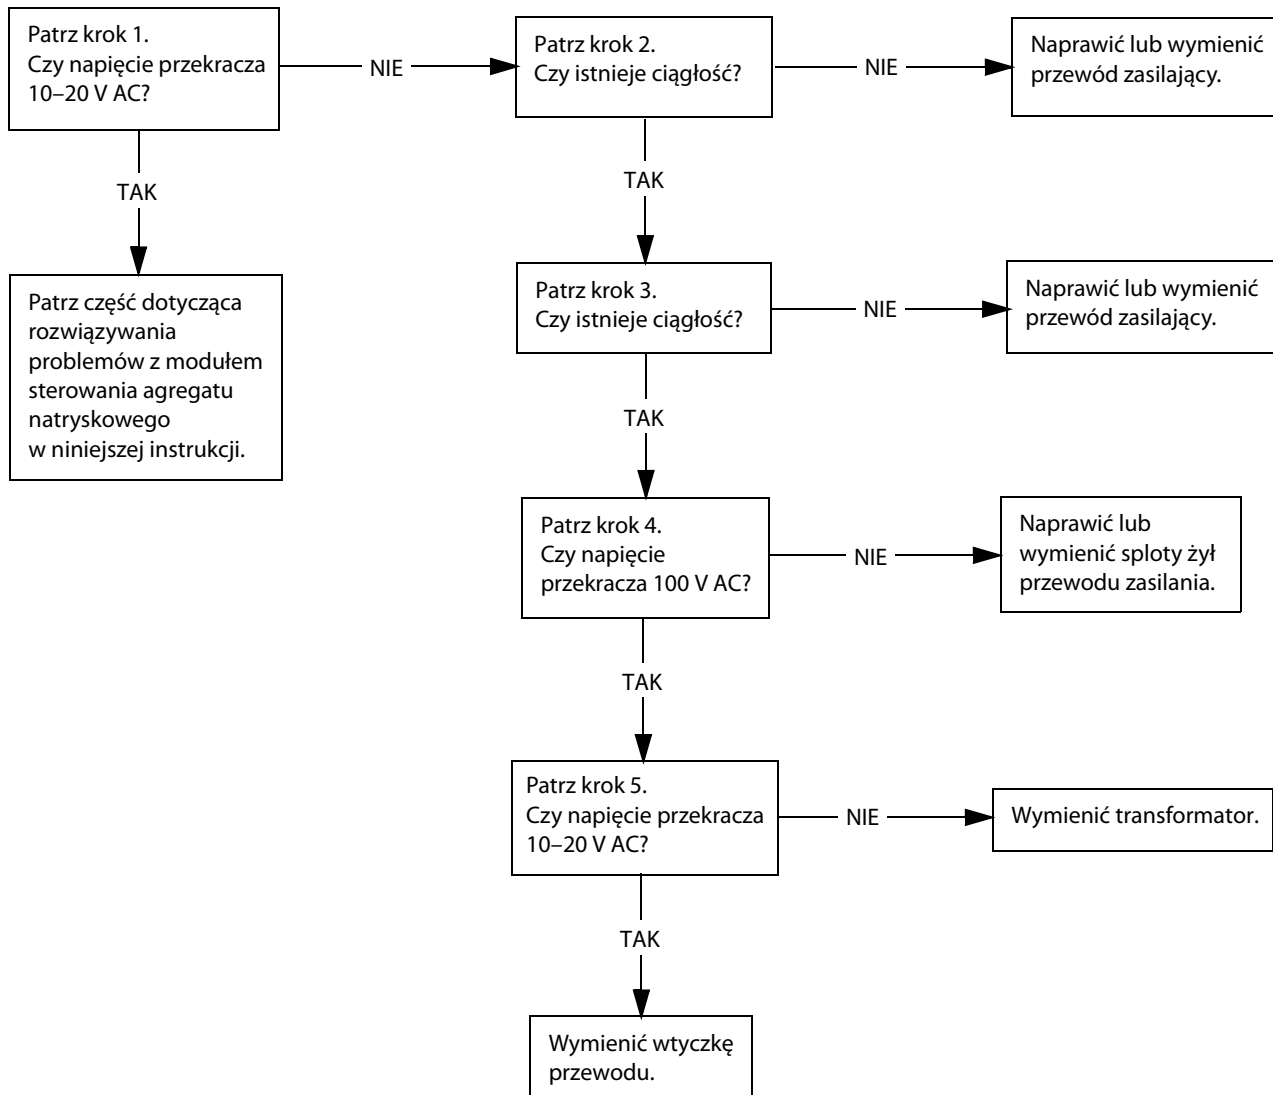 Patrz krok 1.
Czy napięcie przekracza
10–20 V AC?
NIE
Patrz krok 2.
Czy istnieje ciągłość?
NIE
Naprawić lub wymienić
przewód zasilający.
TAK
TAK
Patrz część dotycząca
rozwiązywania
problemów z modułem
sterowania agregatu
natryskowego
w niniejszej instrukcji.
Patrz krok 3.
Czy istnieje ciągłość?
NIE
Naprawić lub wymienić
przewód zasilający.
TAK
Patrz krok 4.
Czy napięcie
przekracza 100 V AC?
NIE
Naprawić lub
wymienić sploty żył
przewodu zasilania.
TAK
Patrz krok 5.
Czy napięcie przekracza
10–20 V AC?
NIE
Wymienić transformator.
TAK
Wymienić wtyczkę
przewodu.